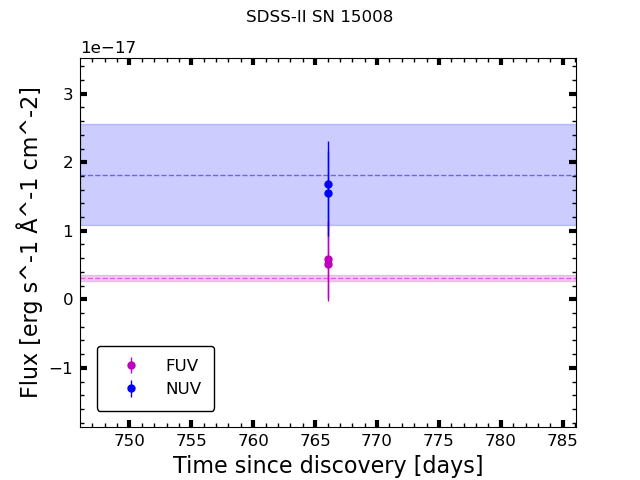 SDSS-II SN 15008
1e−17
3
2
1
0
−1
Flux [erg s^-1 Å^-1 cm^-2]
FUV
NUV
750 755 760 765 770 775 780 785
Time since discovery [days]